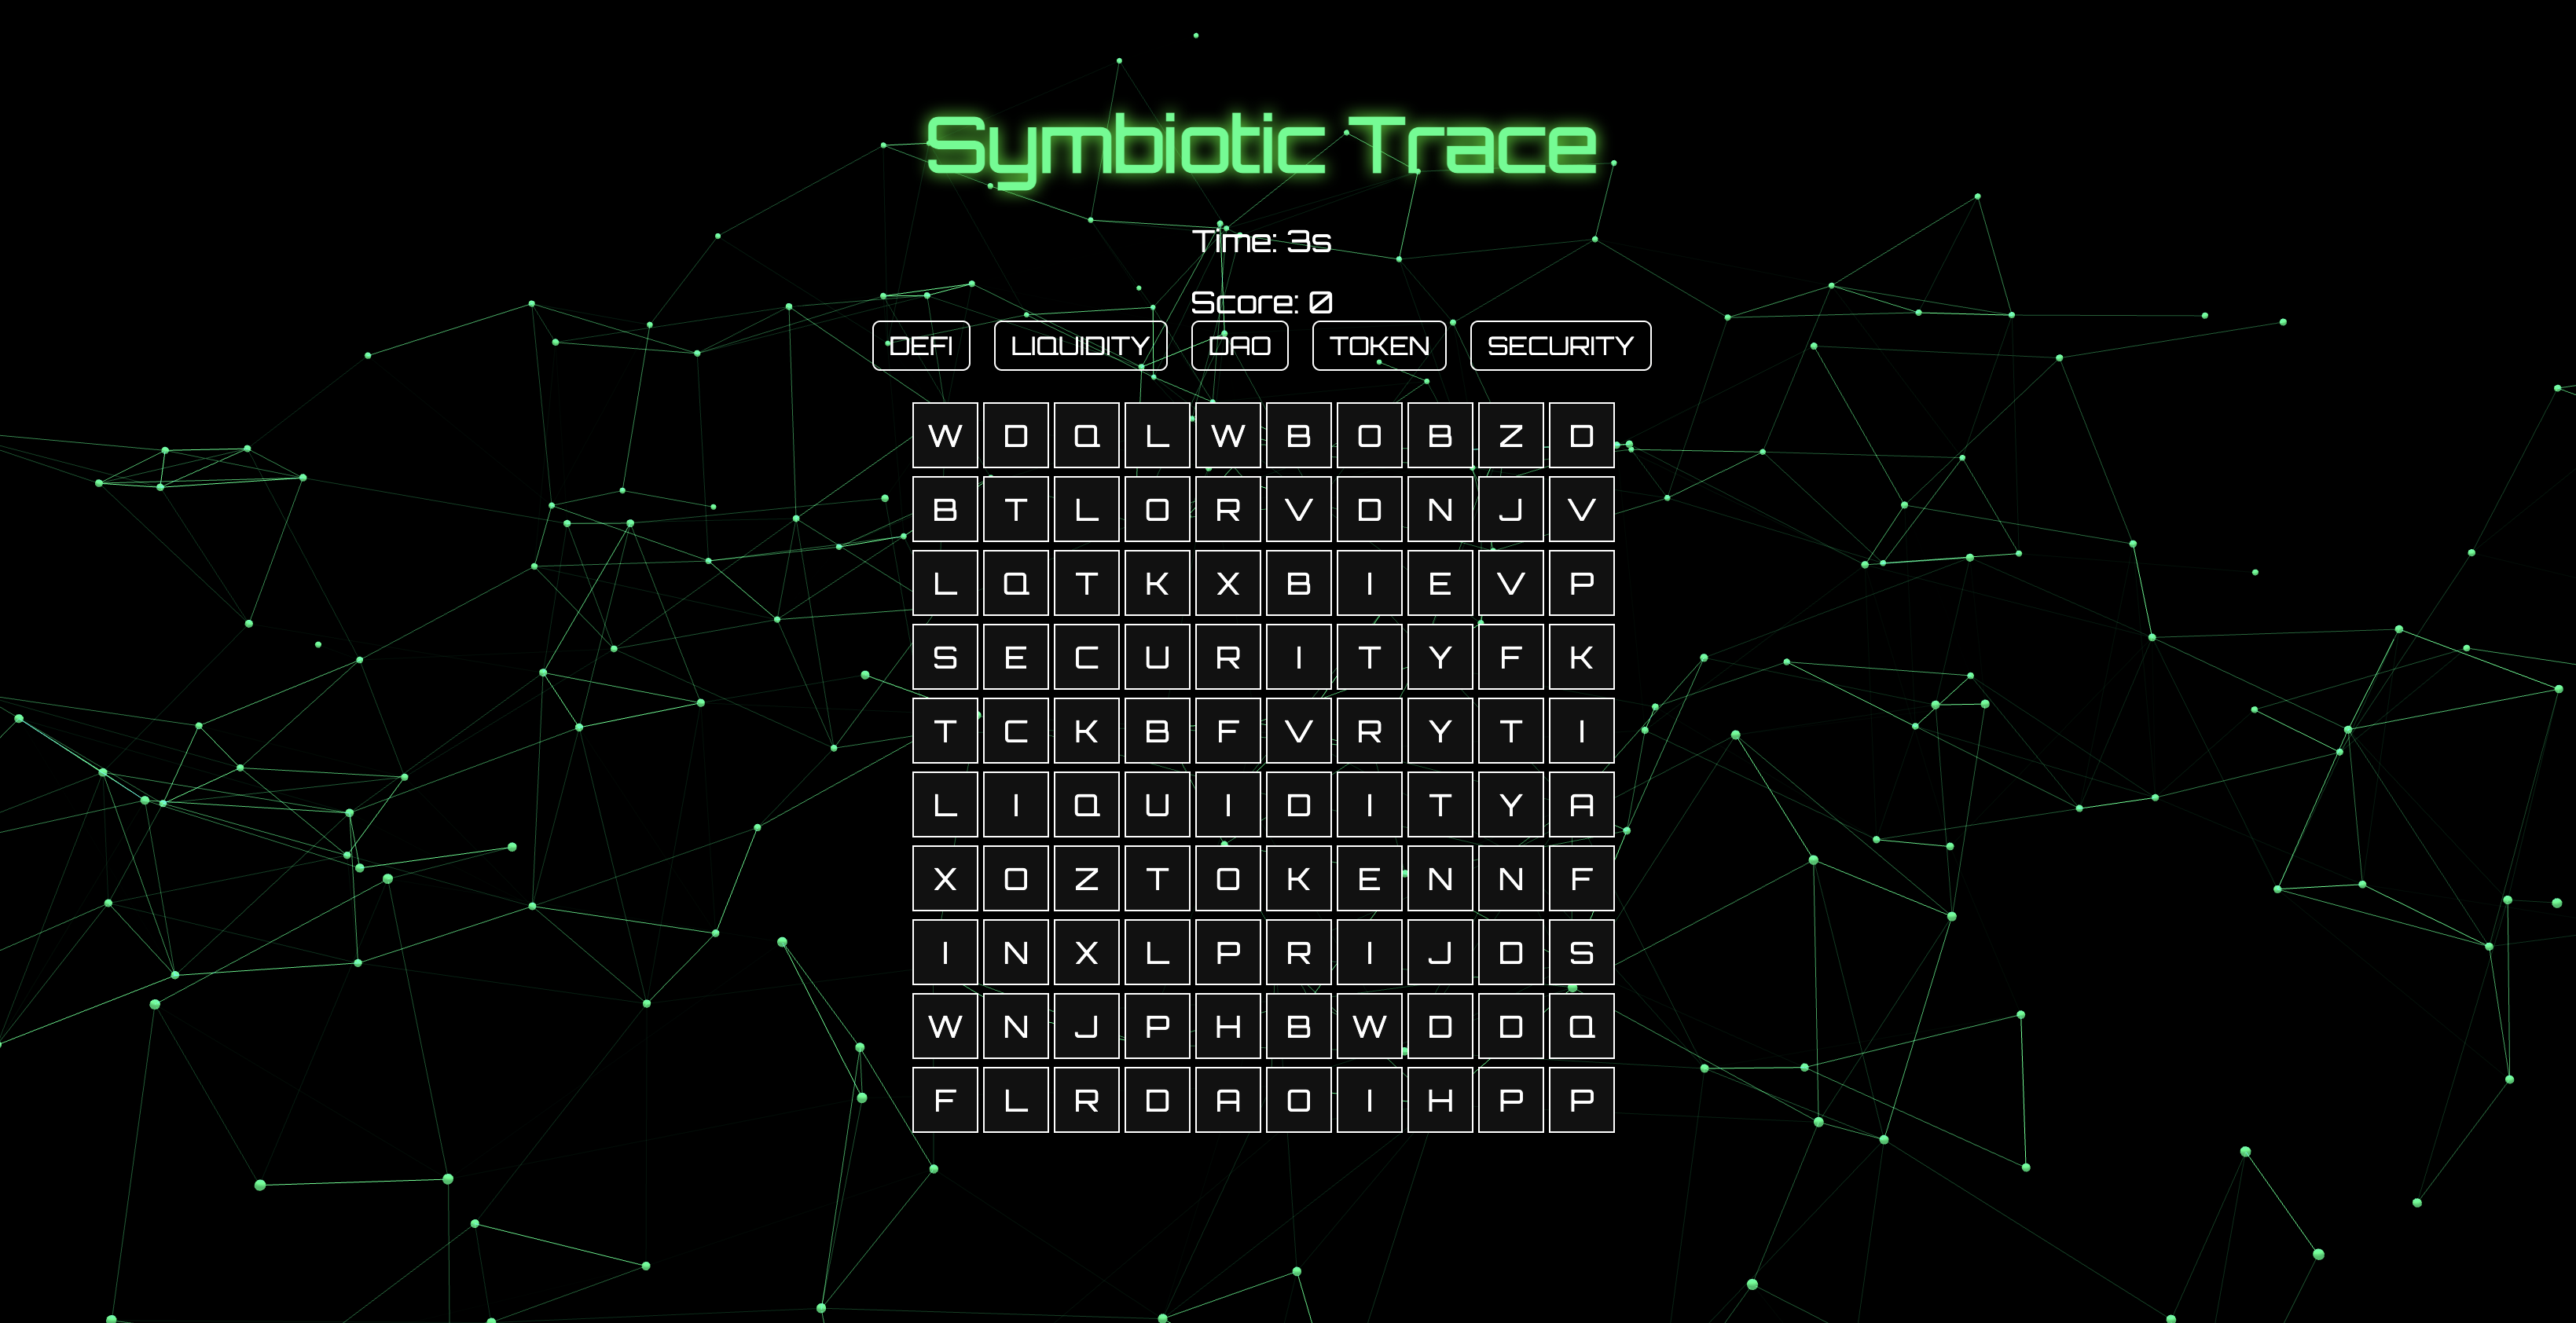 Symbiotic Trace
Time: 3s
Score: 0
DEFI LIQUIDITY DAO TOKEN SECURITY
W D Q L W B O B Z D
B T L O R V D N J V
L Q T K X B I E V P
S E C U R I T Y F K
T C K B F V R Y T I
L I Q U I D I T Y A
X O Z T O K E N N F
I N X L P R I J D S
W N J P H B W D D Q
F L R D A O I H P P